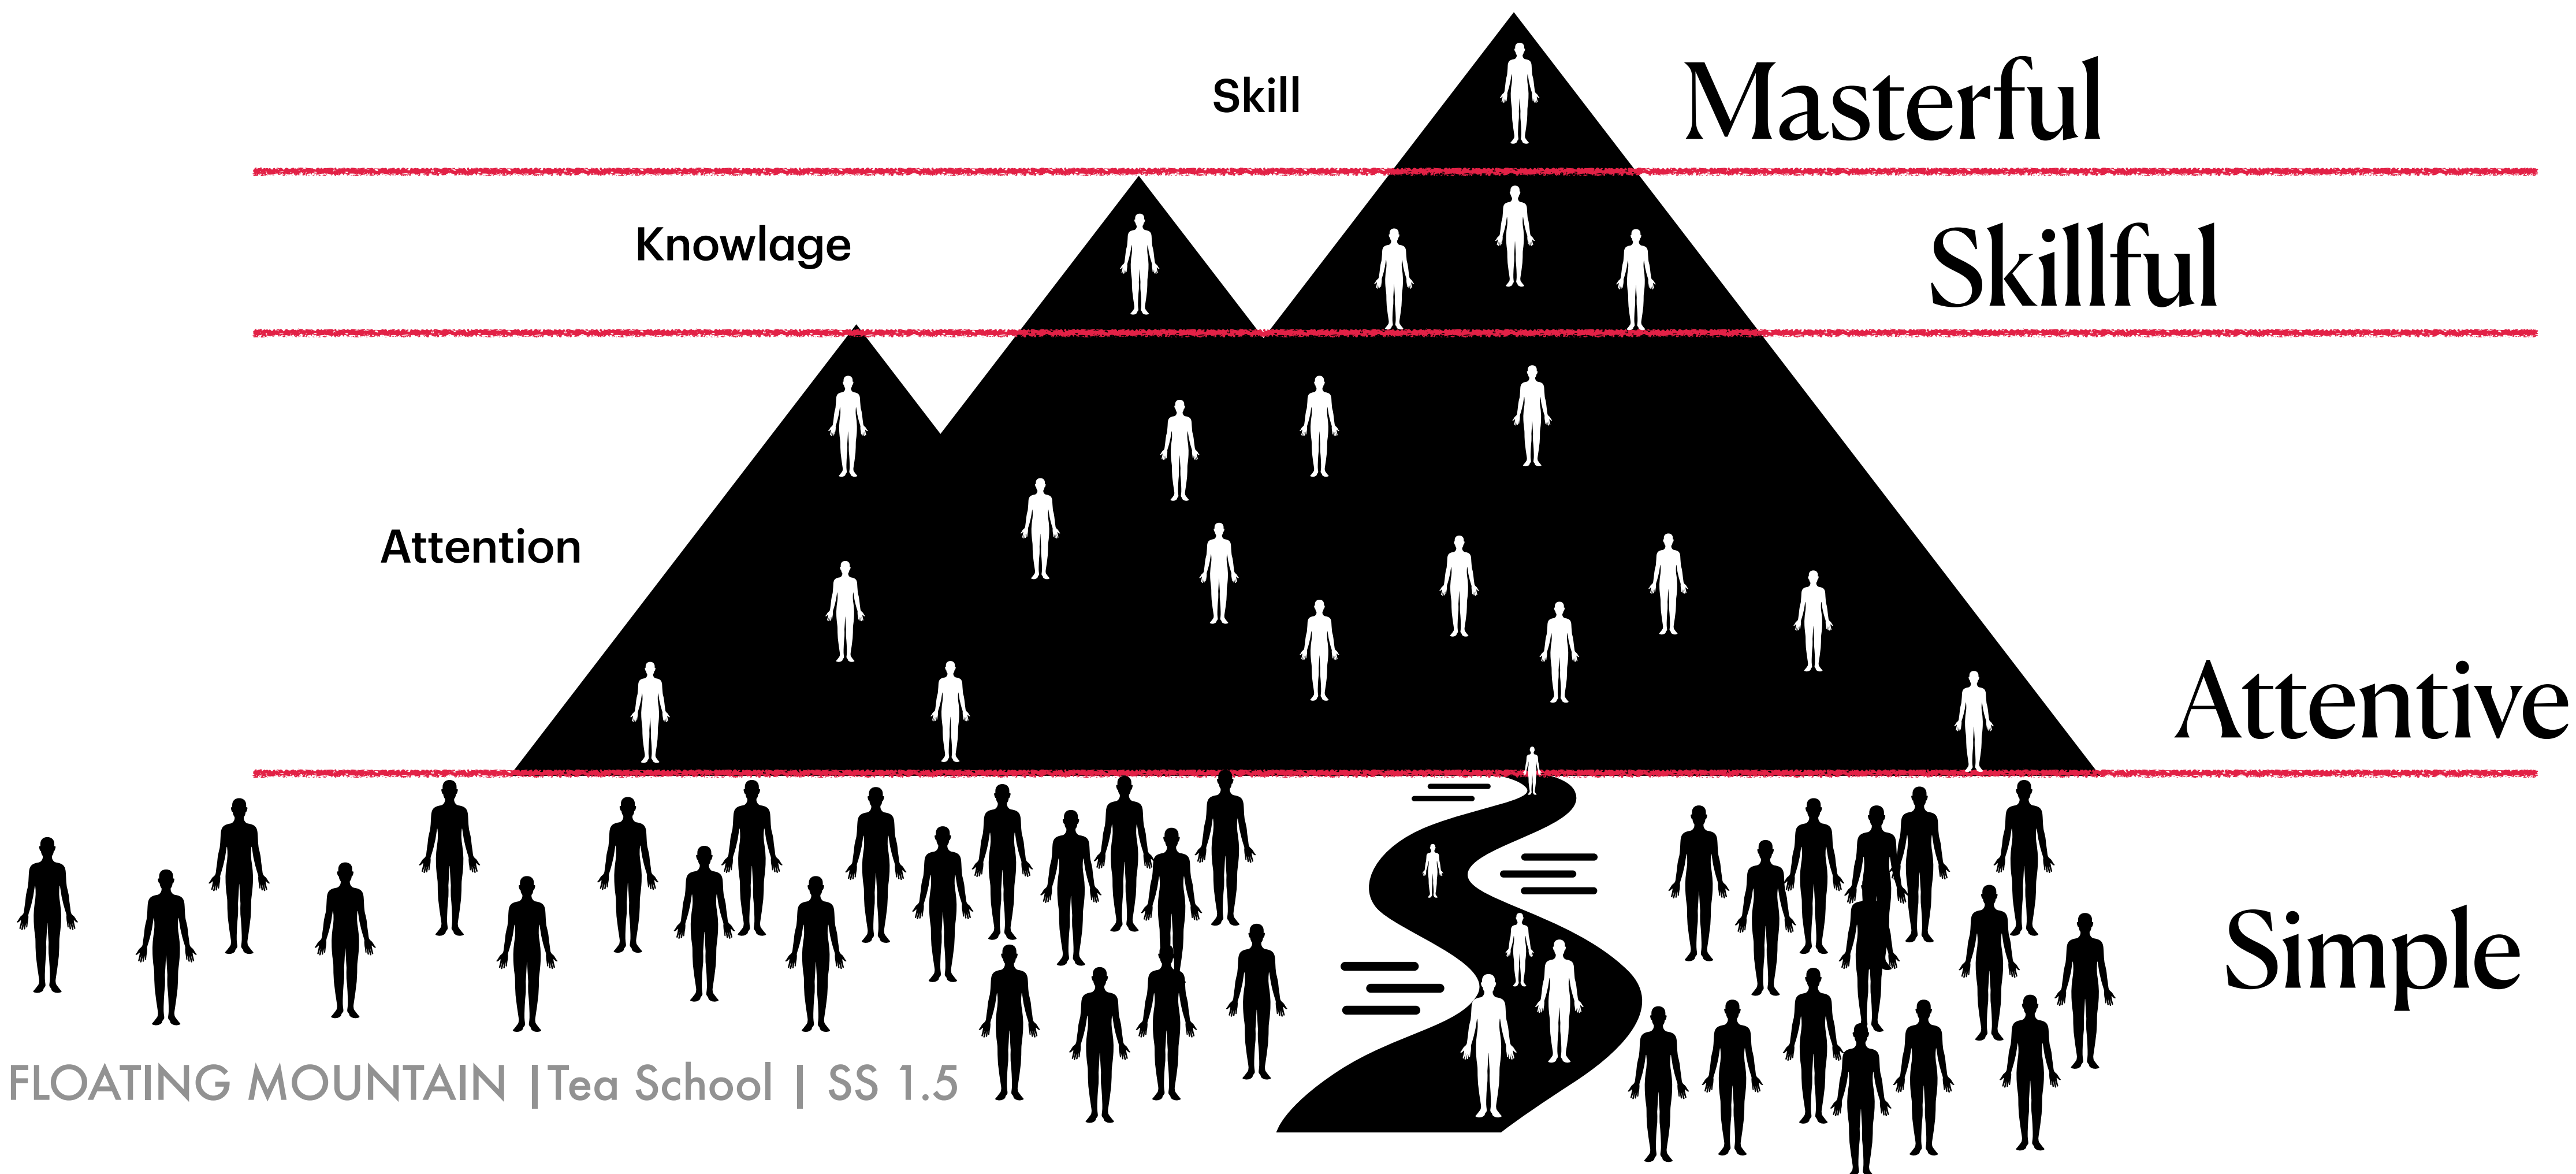 Skill
Masterful
Knowlage
Skillful
Attention
Attentive
Simple
FLOATING MOUNTAIN | Tea School | SS 1.5